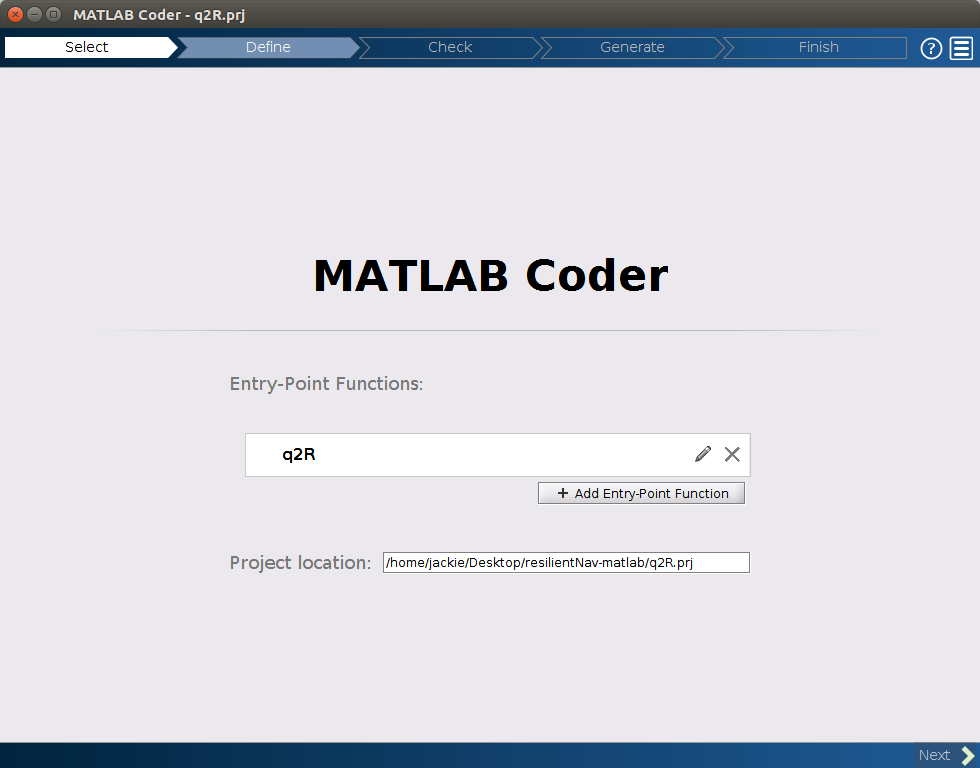 MATLAB Coder - q2R.prj
Select Define Check Generate Finish ?
MATLAB Coder
Entry-Point Functions:
q2R
+ Add Entry-Point Function
Project location: /home/jackie/Desktop/resilientNav-matlab/q2R.prj
Next